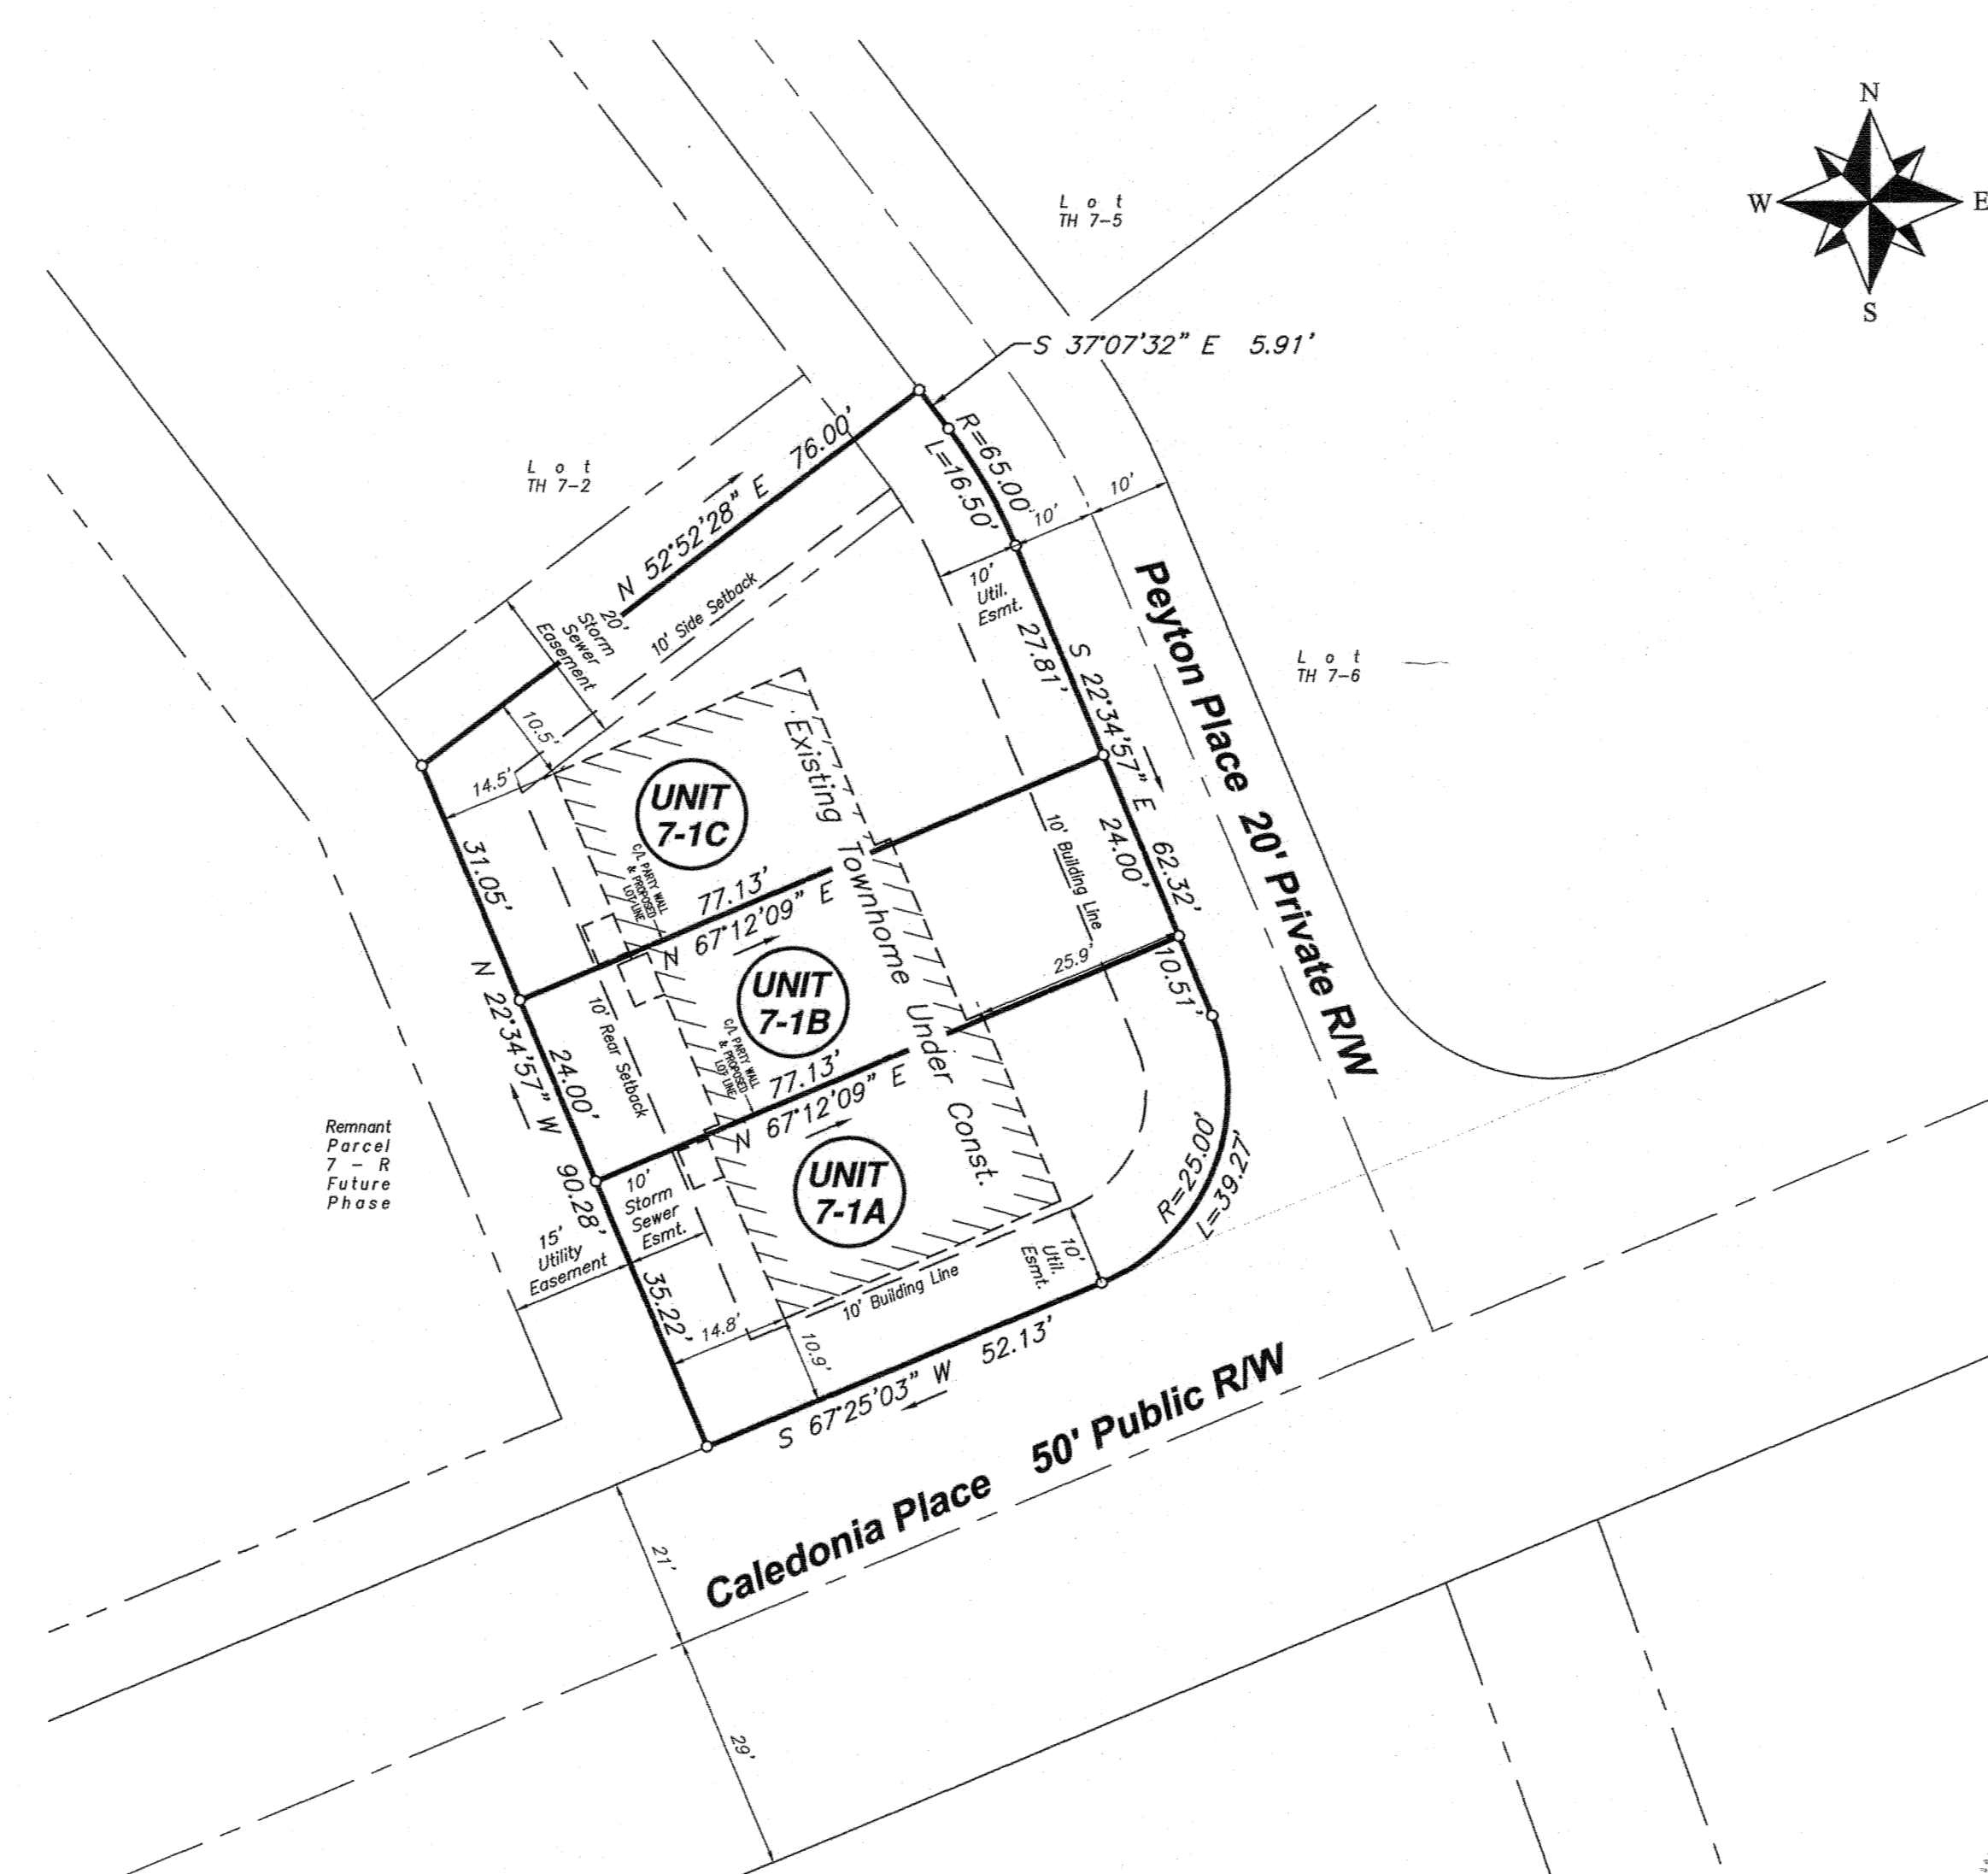 N
W
E
S
L o t
TH 7-5
S 37°07'32" E 5.91'
L o t
TH 7-2
N 52°52'28" E 76.00'
R=65.00'
L=16.50'
10'
10'
10'
Util.
Esmt.
20'
Storm
Sewer
Easement
10' Side Setback
27.81'
S 22°34'57" E 62.32'
Peyton Place 20' Private R/W
L o t
TH 7-6
10.5'
14.5'
Existing Townhome Under Const.
UNIT
7-1C
31.05'
C/L PARTY WALL
& PROPOSED
LOT LINE
77.13'
N 67°12'09" E
10' Building Line
24.00'
25.9'
10.51'
UNIT
7-1B
N 22°34'57" W 90.28'
24.00'
10' Rear Setback
C/L PARTY WALL
& PROPOSED
LOT LINE
77.13'
N 67°12'09" E
Remnant
Parcel
7 - R
Future
Phase
UNIT
7-1A
R=25.00'
L=39.27'
10'
Storm
Sewer
Esmt.
15'
Utility
Easement
35.22'
10'
Util.
Esmt.
10' Building Line
14.8'
10.9'
S 67°25'03" W 52.13'
Caledonia Place 50' Public R/W
21'
29'